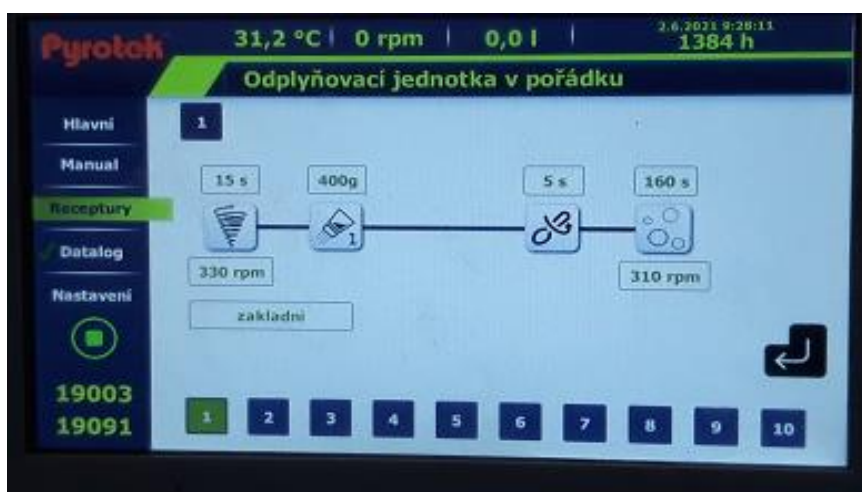 Pyrotek
31,2 °C 0 rpm 0,0 l
2.6.2021 9:28:11
1384 h
Odplyňovací jednotka v pořádku
Hlavní
Manual
Receptury
Datalog
Nastavení
19003
19091
1
15 s 400g 5 s 160 s
1
330 rpm 310 rpm
zakladni
1 2 3 4 5 6 7 8 9 10